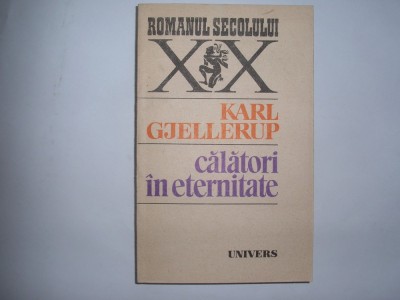 ROMANUL SECOLULUI
XX
KARL
GJELLERUP
călători
în eternitate
UNIVERS